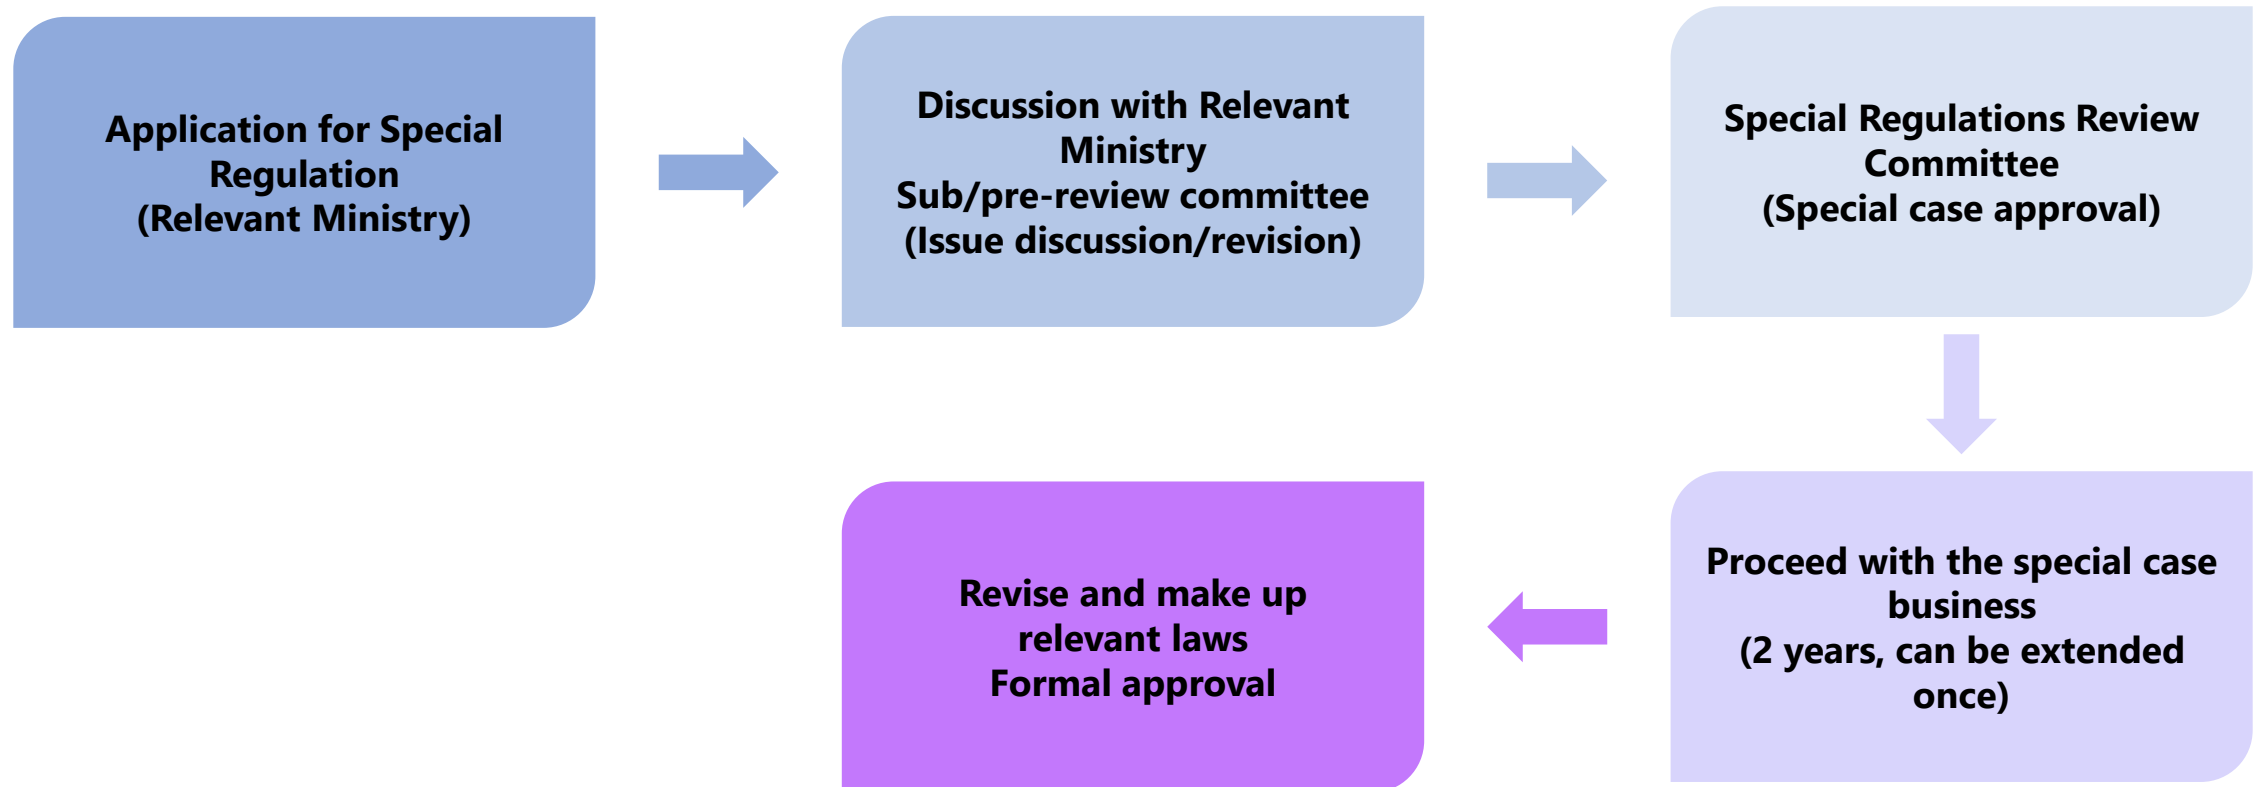 Application for Special
Regulation
(Relevant Ministry)
Discussion with Relevant
Ministry
Sub/pre-review committee
(Issue discussion/revision)
Special Regulations Review
Committee
(Special case approval)
Proceed with the special case
business
(2 years, can be extended
once)
Revise and make up
relevant laws
Formal approval